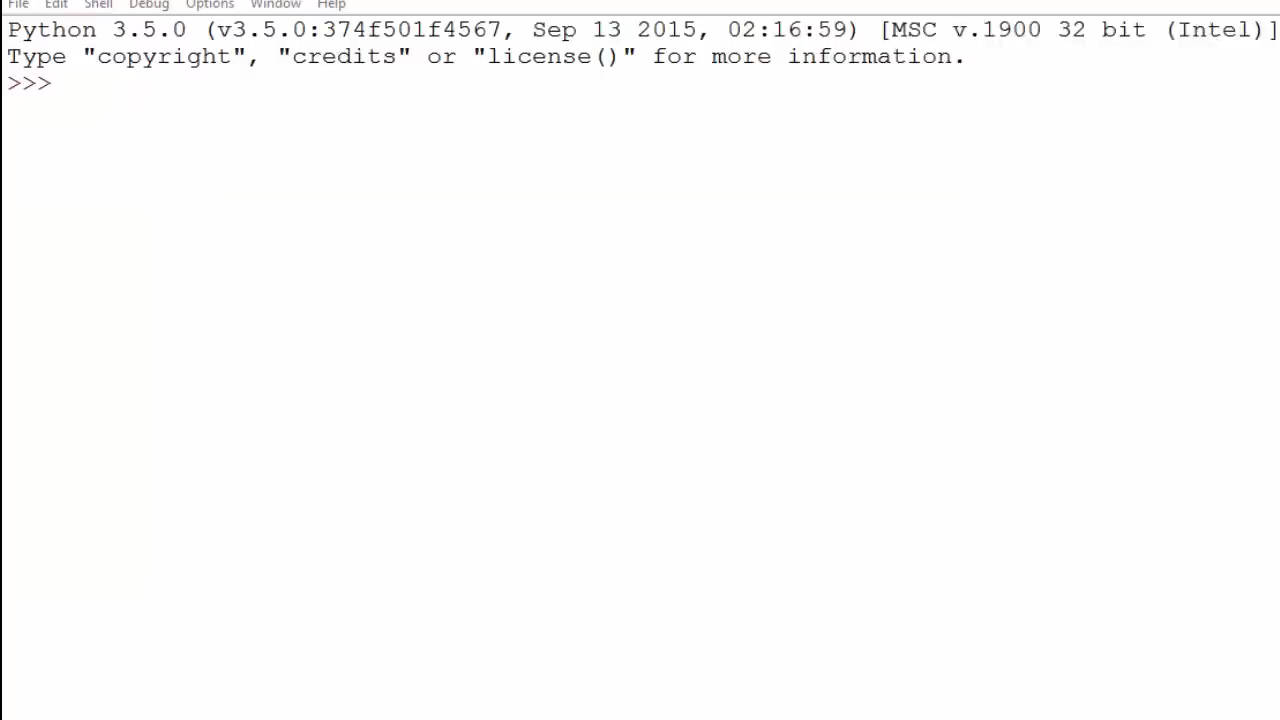 File Edit Shell Debug Options Window Help
Python 3.5.0 (v3.5.0:374f501f4567, Sep 13 2015, 02:16:59) [MSC v.1900 32 bit (Intel)]
Type "copyright", "credits" or "license()" for more information.
>>>